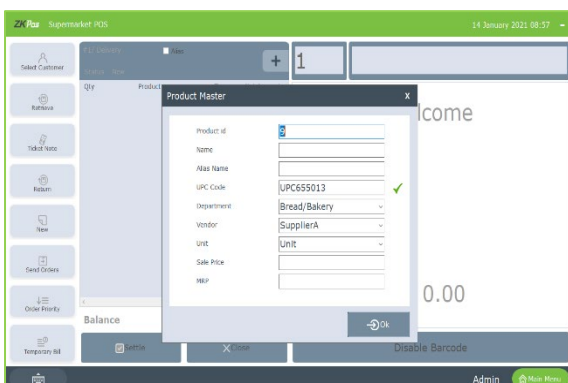 ZKPos Supermarket POS
14 January 2021 08:57
Select Customer
Alias
1
Qty
Product
Retrieve
Ticket Note
Return
New
Send Orders
Order Priority
Temporary Bill
Product Master
X
Product id
9
Name
Alias Name
UPC Code
UPC655013
Department
Bread/Bakery
Vendor
SupplierA
Unit
Unit
Sale Price
MRP
Ok
lcome
0.00
Balance
Settle
Close
Disable Barcode
Admin
Main Menu